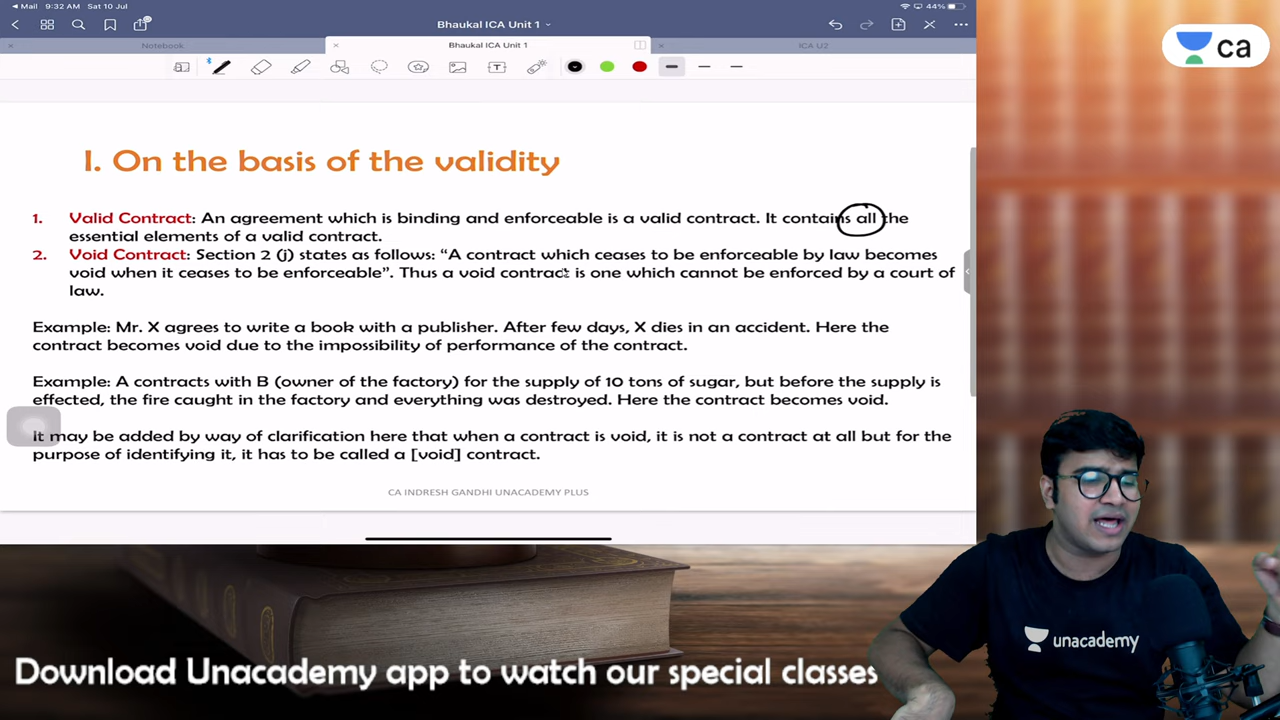 Mail 9:32 AM Sat 10 Jul 44%
Bhaukal ICA Unit 1
Notebook Bhaukal ICA Unit 1 ICA U2
ca
I. On the basis of the validity
1. Valid Contract: An agreement which is binding and enforceable is a valid contract. It contains all the
essential elements of a valid contract.
2. Void Contract: Section 2 (j) states as follows: “A contract which ceases to be enforceable by law becomes
void when it ceases to be enforceable”. Thus a void contract is one which cannot be enforced by a court of
law.
Example: Mr. X agrees to write a book with a publisher. After few days, X dies in an accident. Here the
contract becomes void due to the impossibility of performance of the contract.
Example: A contracts with B (owner of the factory) for the supply of 10 tons of sugar, but before the supply is
effected, the fire caught in the factory and everything was destroyed. Here the contract becomes void.
It may be added by way of clarification here that when a contract is void, it is not a contract at all but for the
purpose of identifying it, it has to be called a [void] contract.
CA INDRESH GANDHI UNACADEMY PLUS
unacademy
Download Unacademy app to watch our special classes